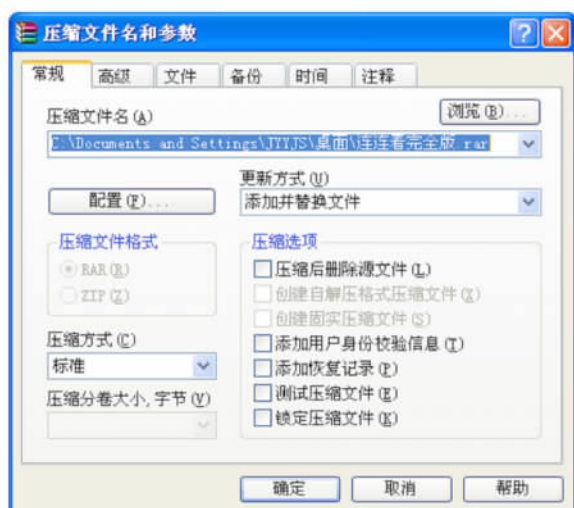 压缩文件名和参数
常规 高级 文件 备份 时间 注释
压缩文件名(A)
浏览(B)...
C:\Documents and Settings\JYYJS\桌面\连连看完全版.rar
更新方式(U)
配置(F)...
添加并替换文件
压缩文件格式
RAR(R)
ZIP(Z)
压缩方式(C)
标准
压缩分卷大小,字节(V)
压缩选项
压缩后删除源文件(L)
创建自解压格式压缩文件(X)
创建固实压缩文件(S)
添加用户身份校验信息(T)
添加恢复记录(P)
测试压缩文件(E)
锁定压缩文件(K)
确定 取消 帮助